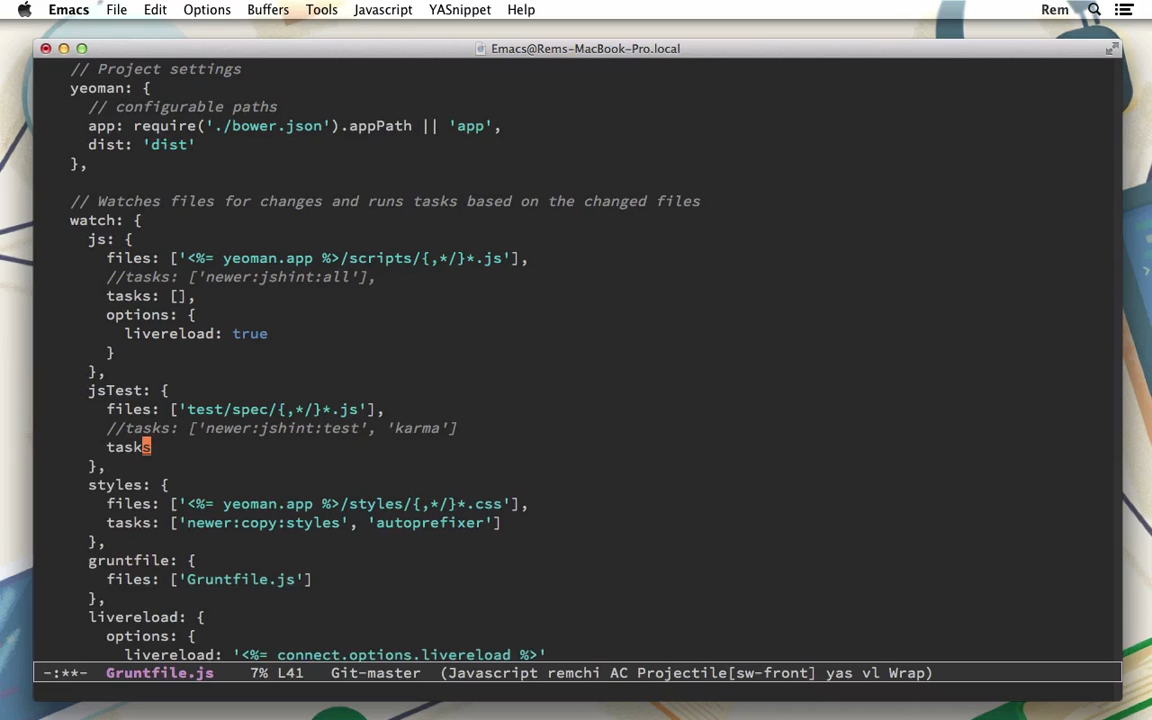 Emacs File Edit Options Buffers Tools Javascript YASnippet Help Rem
Emacs@Rems-MacBook-Pro.local
// Project settings
yeoman: {
// configurable paths
app: require('./bower.json').appPath || 'app',
dist: 'dist'
},
// Watches files for changes and runs tasks based on the changed files
watch: {
js: {
files: ['<%= yeoman.app %>/scripts/{,*/}*.js'],
//tasks: ['newer:jshint:all'],
tasks: [],
options: {
livereload: true
}
},
jsTest: {
files: ['test/spec/{,*/}*.js'],
//tasks: ['newer:jshint:test', 'karma']
tasks
},
styles: {
files: ['<%= yeoman.app %>/styles/{,*/}*.css'],
tasks: ['newer:copy:styles', 'autoprefixer']
},
gruntfile: {
files: ['Gruntfile.js']
},
livereload: {
options: {
livereload: '<%= connect.options.livereload %>'
-:**- Gruntfile.js 7% L41 Git-master (Javascript remchi AC Projectile[sw-front] yas vl Wrap)